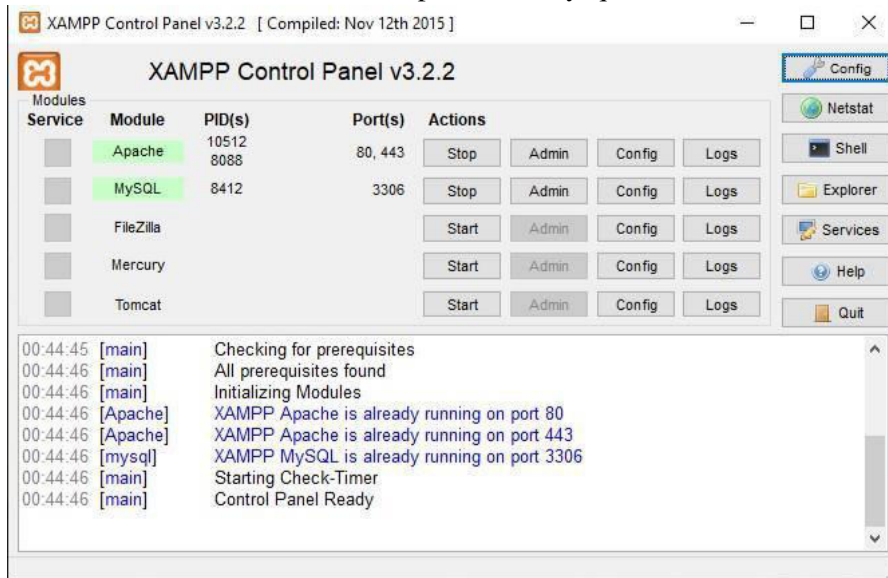 XAMPP Control Panel v3.2.2 [ Compiled: Nov 12th 2015 ]
XAMPP Control Panel v3.2.2
Config
Modules
Service Module PID(s) Port(s) Actions
Netstat
Apache 10512 8088 80, 443 Stop Admin Config Logs
Shell
MySQL 8412 3306 Stop Admin Config Logs
Explorer
FileZilla Start Admin Config Logs
Services
Mercury Start Admin Config Logs
Help
Tomcat Start Admin Config Logs
Quit
00:44:45 [main] Checking for prerequisites
00:44:46 [main] All prerequisites found
00:44:46 [main] Initializing Modules
00:44:46 [Apache] XAMPP Apache is already running on port 80
00:44:46 [Apache] XAMPP Apache is already running on port 443
00:44:46 [mysql] XAMPP MySQL is already running on port 3306
00:44:46 [main] Starting Check-Timer
00:44:46 [main] Control Panel Ready